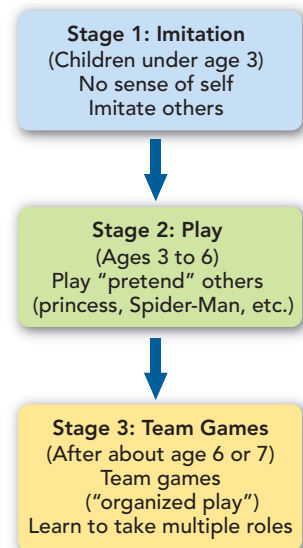 Stage 1: Imitation
(Children under age 3)
No sense of self
Imitate others
Stage 2: Play
(Ages 3 to 6)
Play “pretend” others
(princess, Spider-Man, etc.)
Stage 3: Team Games
(After about age 6 or 7)
Team games
(“organized play”)
Learn to take multiple roles